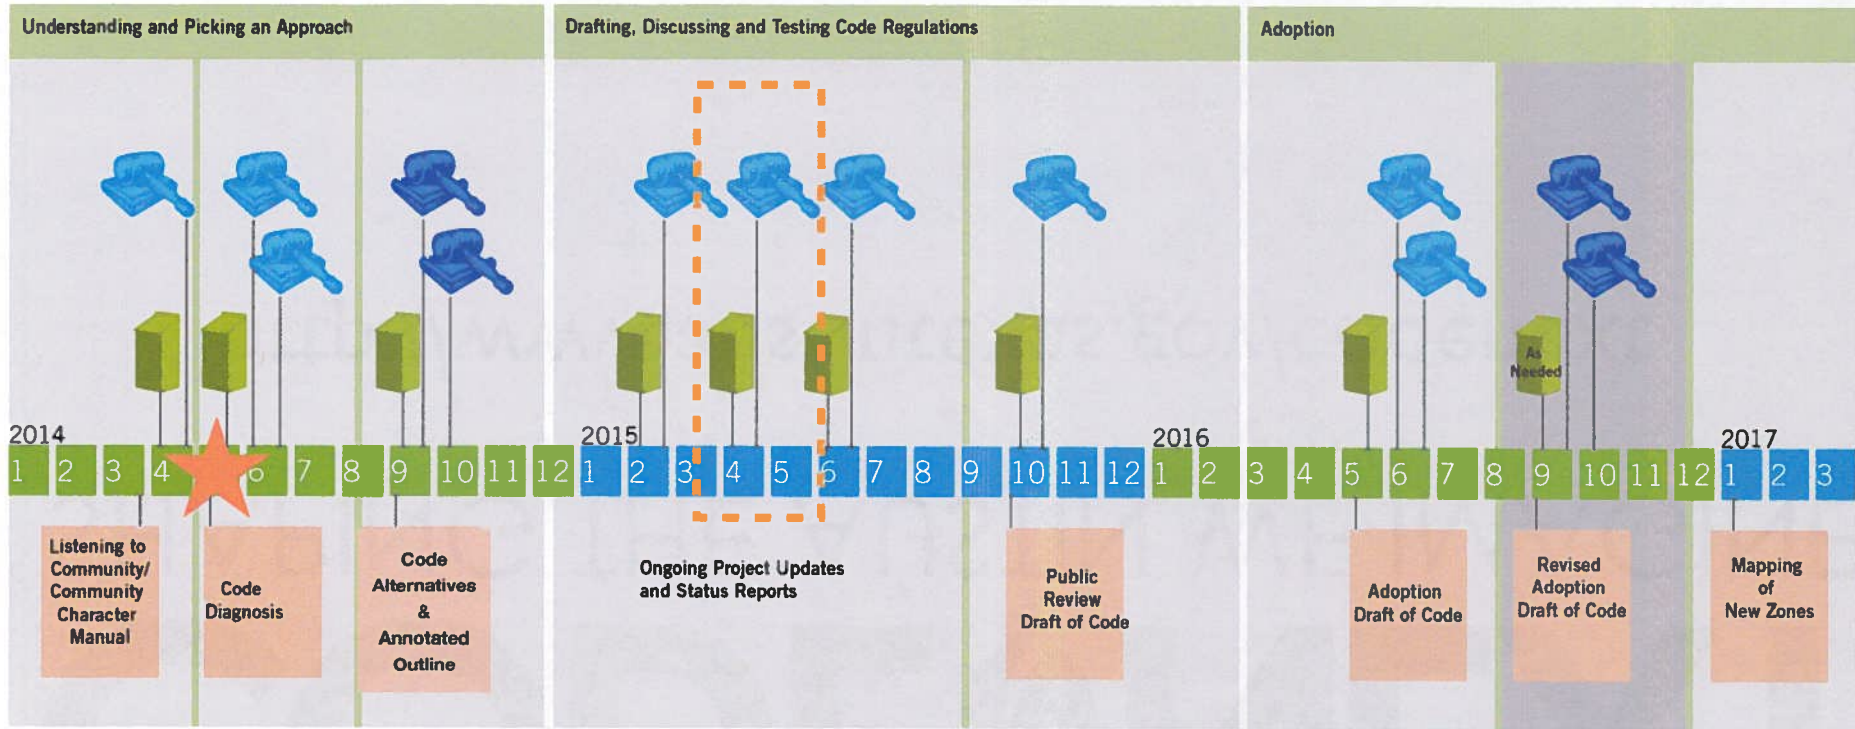 Understanding and Picking an Approach
Drafting, Discussing and Testing Code Regulations
Adoption
As
Needed
2014
2015
2016
2017
1 2 3 4 6 7 8 9 10 11 12 1 2 3 4 5 6 7 8 9 10 11 12 1 2 3 4 5 6 7 8 9 10 11 12 1 2 3
Listening to
Community/
Community
Character
Manual
Code
Diagnosis
Code
Alternatives
&
Annotated
Outline
Ongoing Project Updates
and Status Reports
Public
Review
Draft of Code
Adoption
Draft of Code
Revised
Adoption
Draft of Code
Mapping
of
New Zones